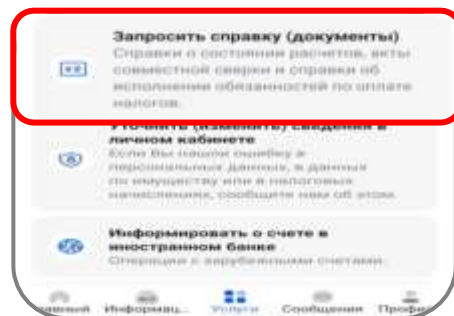 Запросить справку (документы)
Справки о состоянии расчетов, акты
совместной сверки и справки об
исполнении обязанностей по оплате
налогов.
Уточнить (изменить) сведения в
личном кабинете
Если Вы нашли ошибку в
персональных данных, в данных
по имуществу или в налоговых
начислениях, сообщите нам об этом.
Информировать о счете в
иностранном банке
Операции с зарубежными счетами.
Информац... Услуги Сообщения Профи